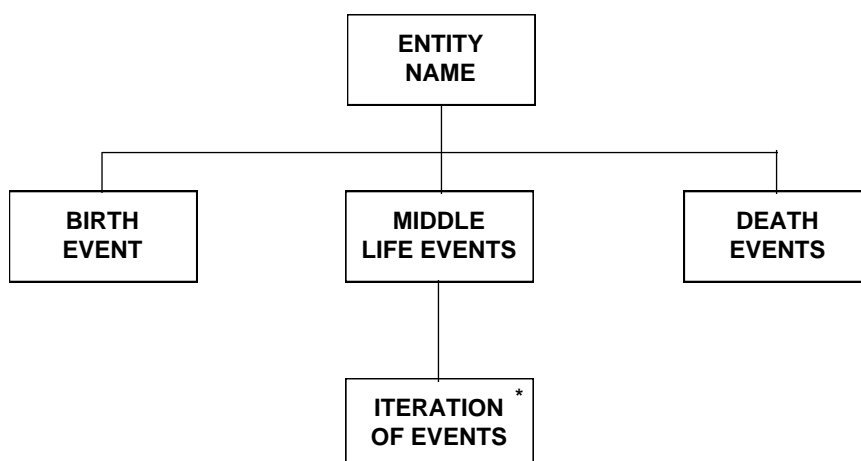 ENTITY
NAME
BIRTH
EVENT
MIDDLE
LIFE EVENTS
DEATH
EVENTS
ITERATION *
OF EVENTS